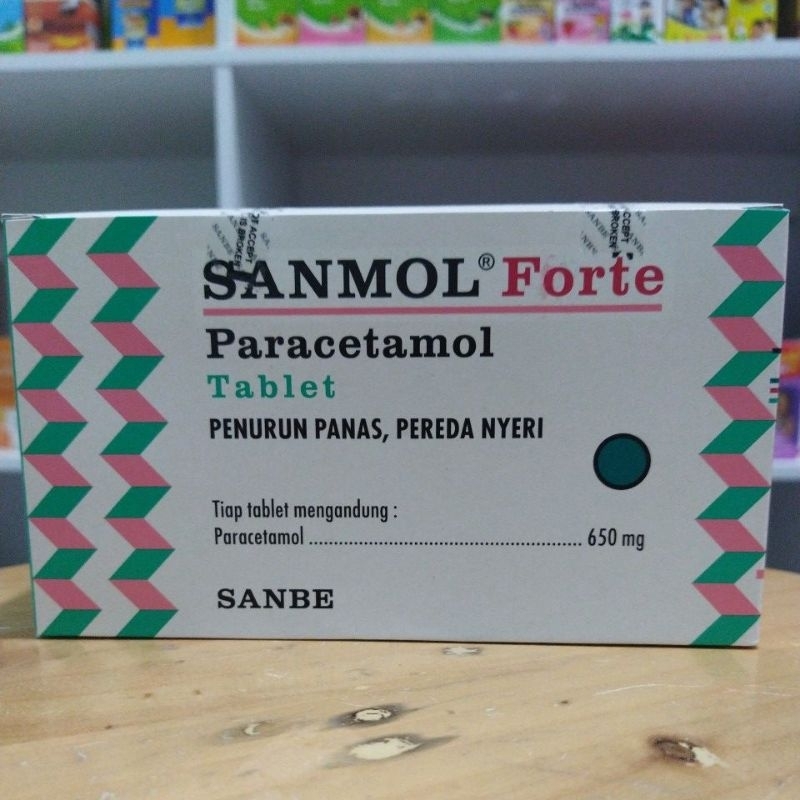 SANMOL® Forte
Paracetamol
Tablet
PENURUN PANAS, PEREDA NYERI
Tiap tablet mengandung :
Paracetamol ........................................................ 650 mg
SANBE